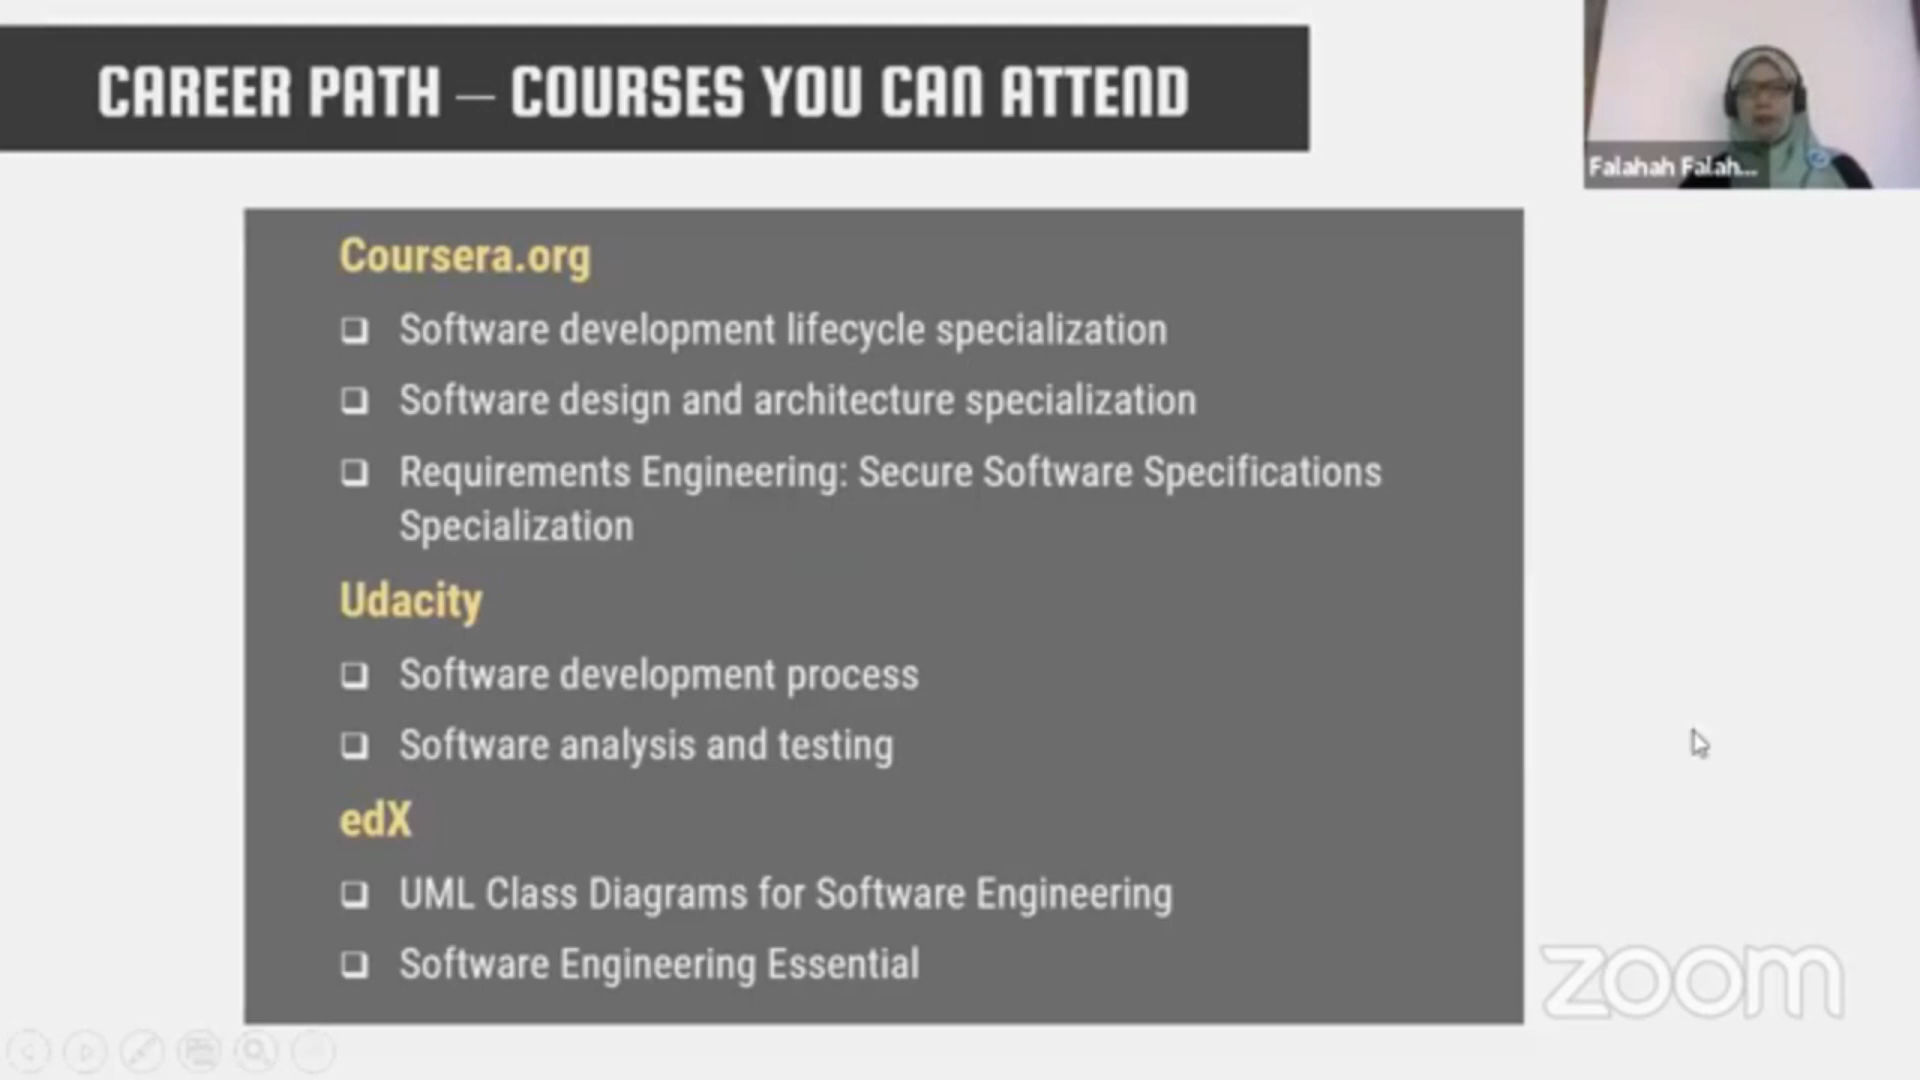 CAREER PATH – COURSES YOU CAN ATTEND
Falahah Falah...
Coursera.org
Software development lifecycle specialization
Software design and architecture specialization
Requirements Engineering: Secure Software Specifications
Specialization
Udacity
Software development process
Software analysis and testing
edX
UML Class Diagrams for Software Engineering
Software Engineering Essential
zoom